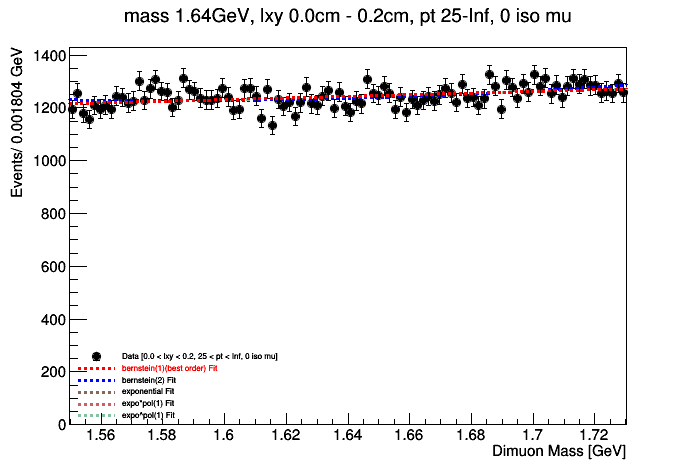 mass 1.64GeV, lxy 0.0cm - 0.2cm, pt 25-Inf, 0 iso mu
Events/ 0.001804 GeV
1400
1200
1000
800
600
400
200
0
Data [0.0 < lxy < 0.2, 25 < pt < Inf, 0 iso mu]
bernstein(1)(best order) Fit
bernstein(2) Fit
exponential Fit
expo*pol(1) Fit
expo^pol(1) Fit
1.56 1.58 1.6 1.62 1.64 1.66 1.68 1.7 1.72
Dimuon Mass [GeV]